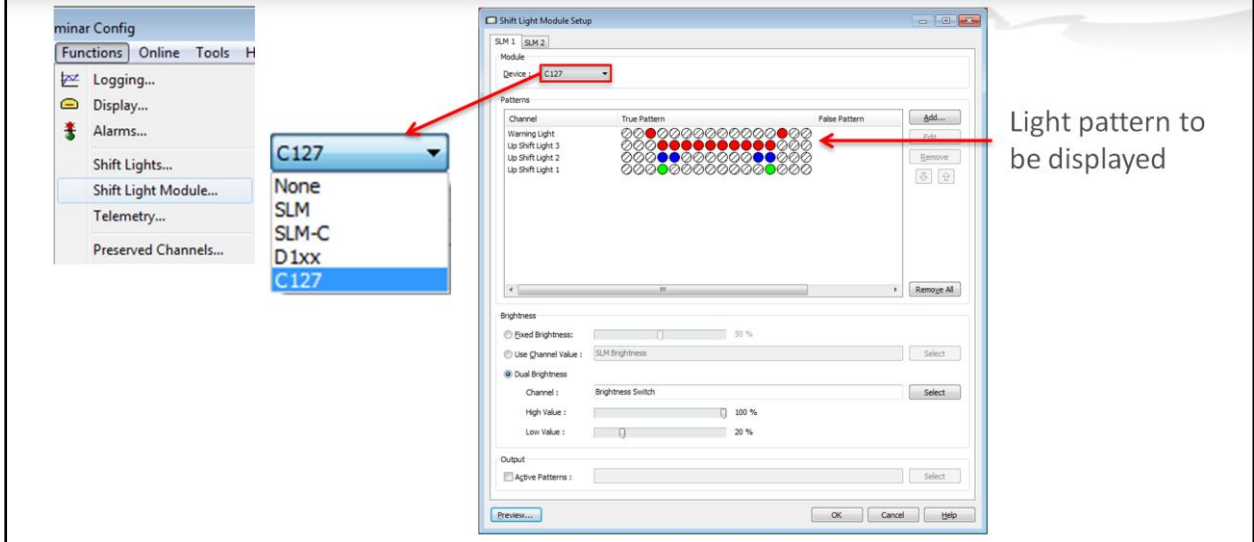 minar Config
Functions Online Tools H
Logging...
Display...
Alarms...
Shift Lights...
Shift Light Module...
Telemetry...
Preserved Channels...
C127
None
SLM
SLM-C
D1xx
C127
Shift Light Module Setup
SLM 1 SLM 2
Module
Device : C127
Patterns
Channel True Pattern False Pattern
Warning Light
Up Shift Light 3
Up Shift Light 2
Up Shift Light 1
Add...
Edit...
Remove
Remove All
Brightness
Fixed Brightness: 50 %
Use Channel Value : SLM Brightness Select
Dual Brightness
Channel : Brightness Switch Select
High Value : 100 %
Low Value : 20 %
Output
Active Patterns : Select
Preview... OK Cancel Help
Light pattern to
be displayed